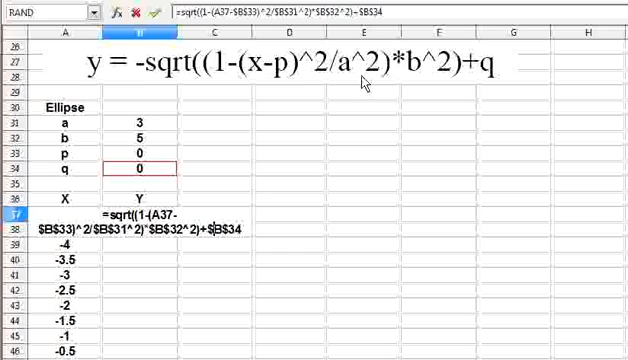 RAND =sqrt((1-(A37-$B$33)^2/$B$31^2)*$B$32^2)+$B$34
A B C D E F G H
26
27 y = -sqrt((1-(x-p)^2/a^2)*b^2)+q
28
29
30 Ellipse
31 a 3
32 b 5
33 p 0
34 q 0
35
36 X Y
37 =sqrt((1-(A37-
38 $B$33)^2/$B$31^2)*$B$32^2)+$B$34
39 -4
40 -3.5
41 -3
42 -2.5
43 -2
44 -1.5
45 -1
46 -0.5